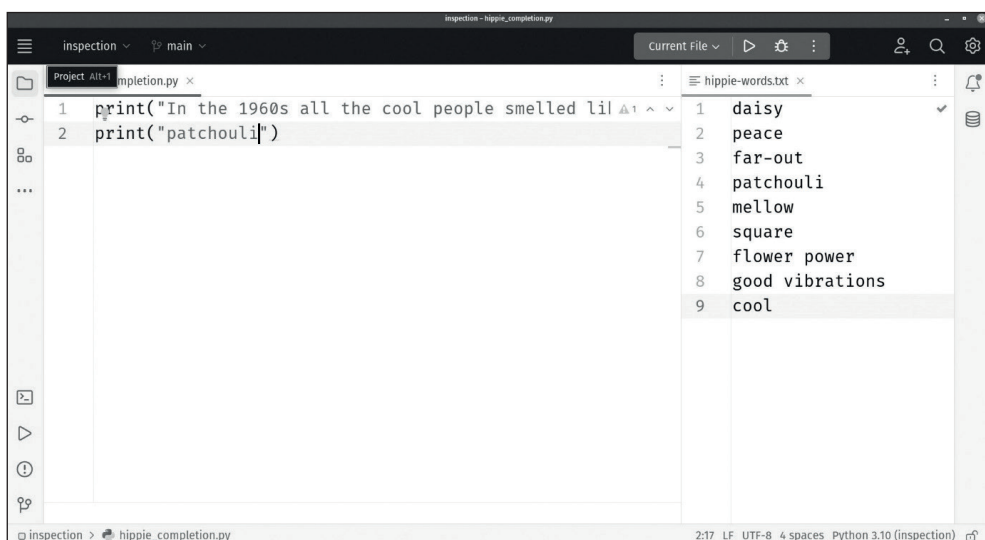 inspection – hippie_completion.py
inspection main Current File
Project Alt+1 mpletion.py
hippie-words.txt
1 print("In the 1960s all the cool people smelled lil 1
2 print("patchouli")
1 daisy
2 peace
3 far-out
4 patchouli
5 mellow
6 square
7 flower power
8 good vibrations
9 cool
inspection > hippie_completion.py 2:17 LF UTF-8 4 spaces Python 3.10 (inspection)